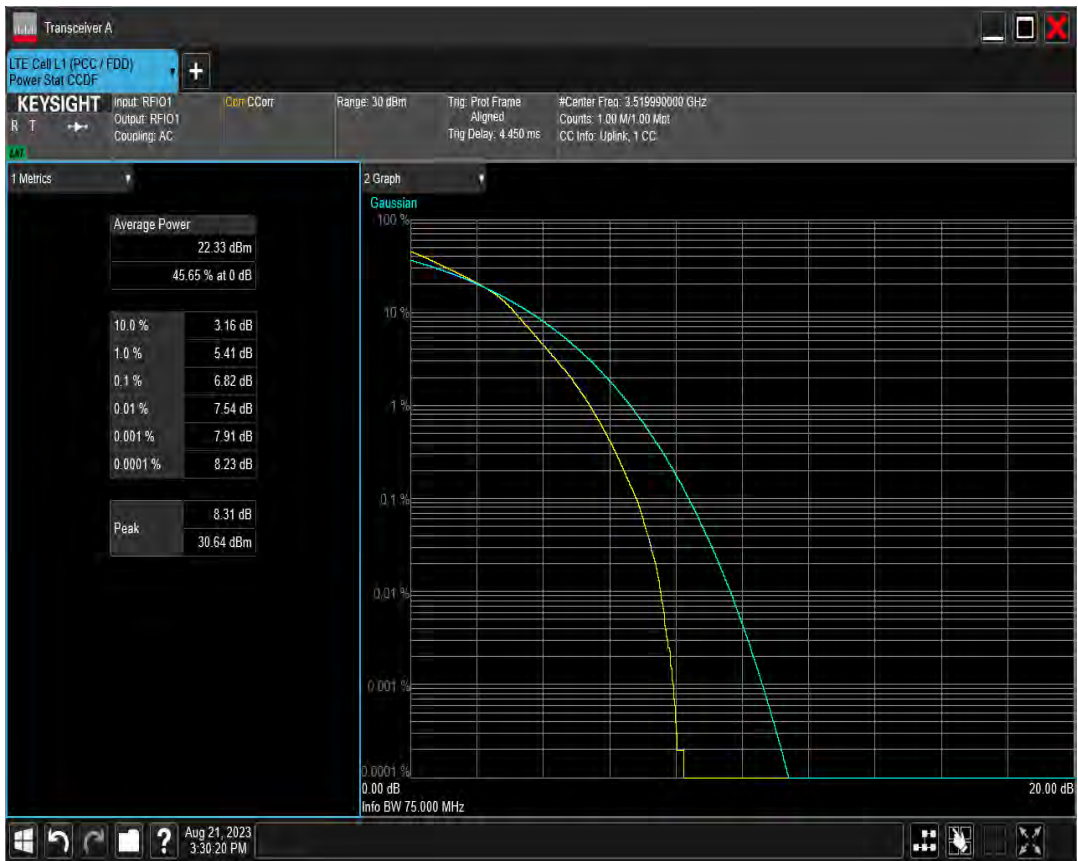 Transceiver A
LTE Cell L1 (PCC / FDD)
Power Stat CCDF
+
KEYSIGHT
R T
LXI
Input: RFIO1
Output: RFIO1
Coupling: AC
Corr CCorr
Range: 30 dBm
Trig: Prot Frame
Aligned
Trig Delay: 4.450 ms
#Center Freq: 3.519990000 GHz
Counts: 1.00 M/1.00 Mpt
CC Info: Uplink, 1 CC
1 Metrics
Average Power
22.33 dBm
45.65 % at 0 dB
10.0 % 3.16 dB
1.0 % 5.41 dB
0.1 % 6.82 dB
0.01 % 7.54 dB
0.001 % 7.91 dB
0.0001 % 8.23 dB
Peak
8.31 dB
30.64 dBm
2 Graph
Gaussian
100 %
10 %
1 %
0.1 %
0.01 %
0.001 %
0.0001 %
0.00 dB
20.00 dB
Info BW 75.000 MHz
?
Aug 21, 2023
3:30:20 PM